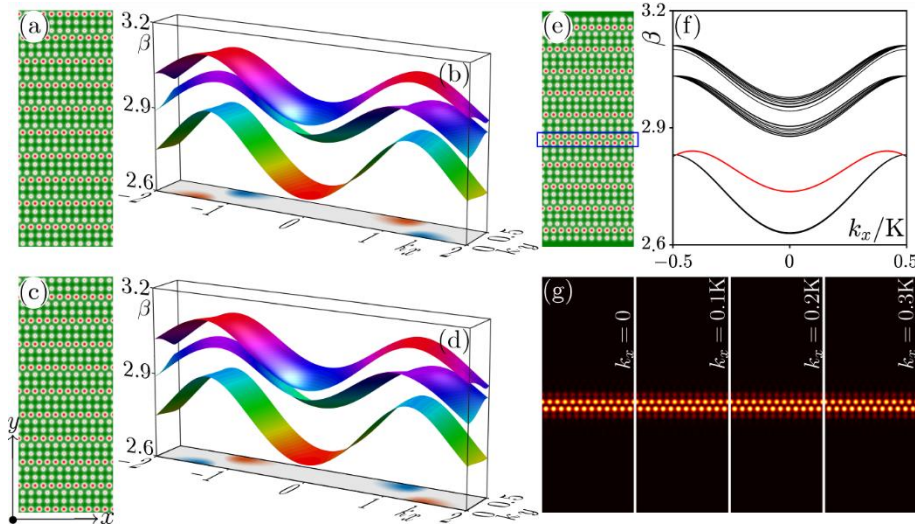 (a)
3.2
β
(b)
2.9
2.6
−2
−1
0
1
k_x
2
0
0.5
k_y
(c)
y
x
3.2
β
(d)
2.9
2.6
−2
−1
0
1
k_x
2
0
0.5
k_y
(e)
3.2
(f)
β
2.9
2.6
k_x/K
−0.5
0
0.5
(g)
k_x = 0
k_x = 0.1K
k_x = 0.2K
k_x = 0.3K